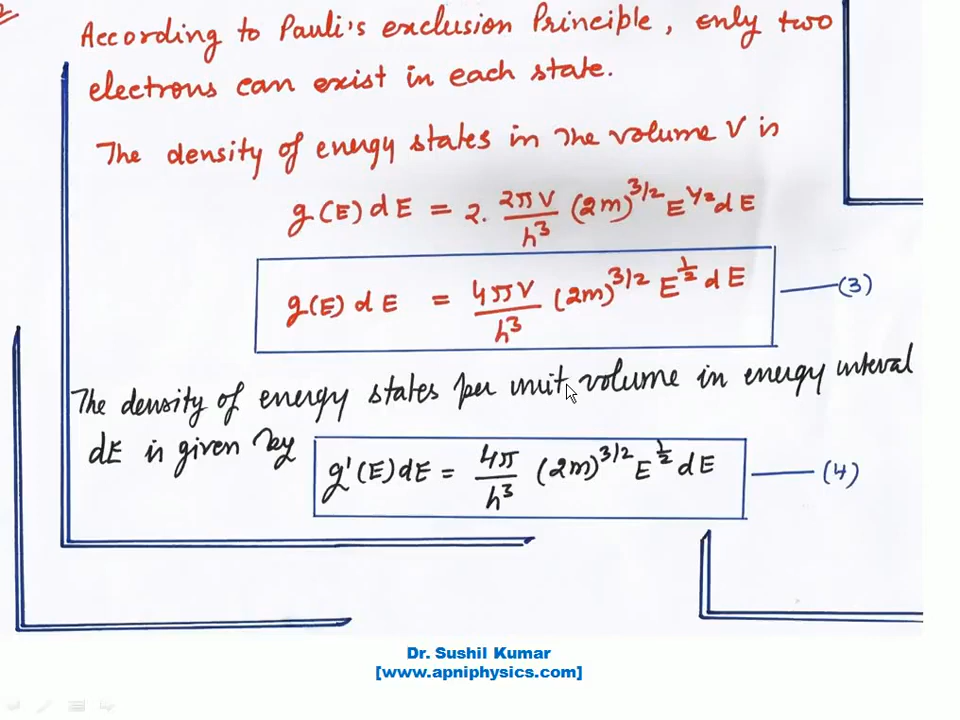 According to Pauli's exclusion Principle, only two
electrons can exist in each state.
The density of energy states in the volume V is
g(E)dE = 2. 2πV/h³ (2m)^3/2 E^1/2 dE
g(E) dE = 4πV/h³ (2m)^3/2 E^1/2 dE —(3)
The density of energy states per unit volume in energy interval
dE is given by
g'(E)dE = 4π/h³ (2m)^3/2 E^1/2 dE —(4)
Dr. Sushil Kumar
[www.apniphysics.com]